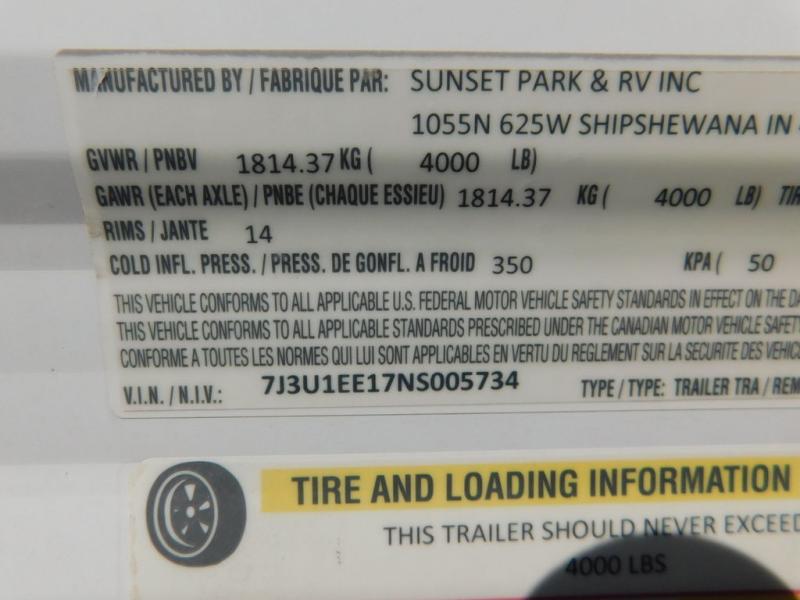 MANUFACTURED BY / FABRIQUE PAR: SUNSET PARK & RV INC
1055N 625W SHIPSHEWANA IN
GVWR / PNBV 1814.37 KG ( 4000 LB)
GAWR (EACH AXLE) / PNBE (CHAQUE ESSIEU) 1814.37 KG ( 4000 LB) TIR
RIMS / JANTE 14
COLD INFL. PRESS. / PRESS. DE GONFL. A FROID 350 KPA ( 50
THIS VEHICLE CONFORMS TO ALL APPLICABLE U.S. FEDERAL MOTOR VEHICLE SAFETY STANDARDS IN EFFECT ON THE DA
THIS VEHICLE CONFORMS TO ALL APPLICABLE STANDARDS PRESCRIBED UNDER THE CANADIAN MOTOR VEHICLE SAFETY
CONFORME A TOUTES LES NORMES QUI LUI SONT APPLICABLES EN VERTU DU REGLEMENT SUR LA SECURITE DES VEHIC
V.I.N. / N.I.V.: 7J3U1EE17NS005734 TYPE / TYPE: TRAILER TRA / REM
TIRE AND LOADING INFORMATION
THIS TRAILER SHOULD NEVER EXCEED
4000 LBS